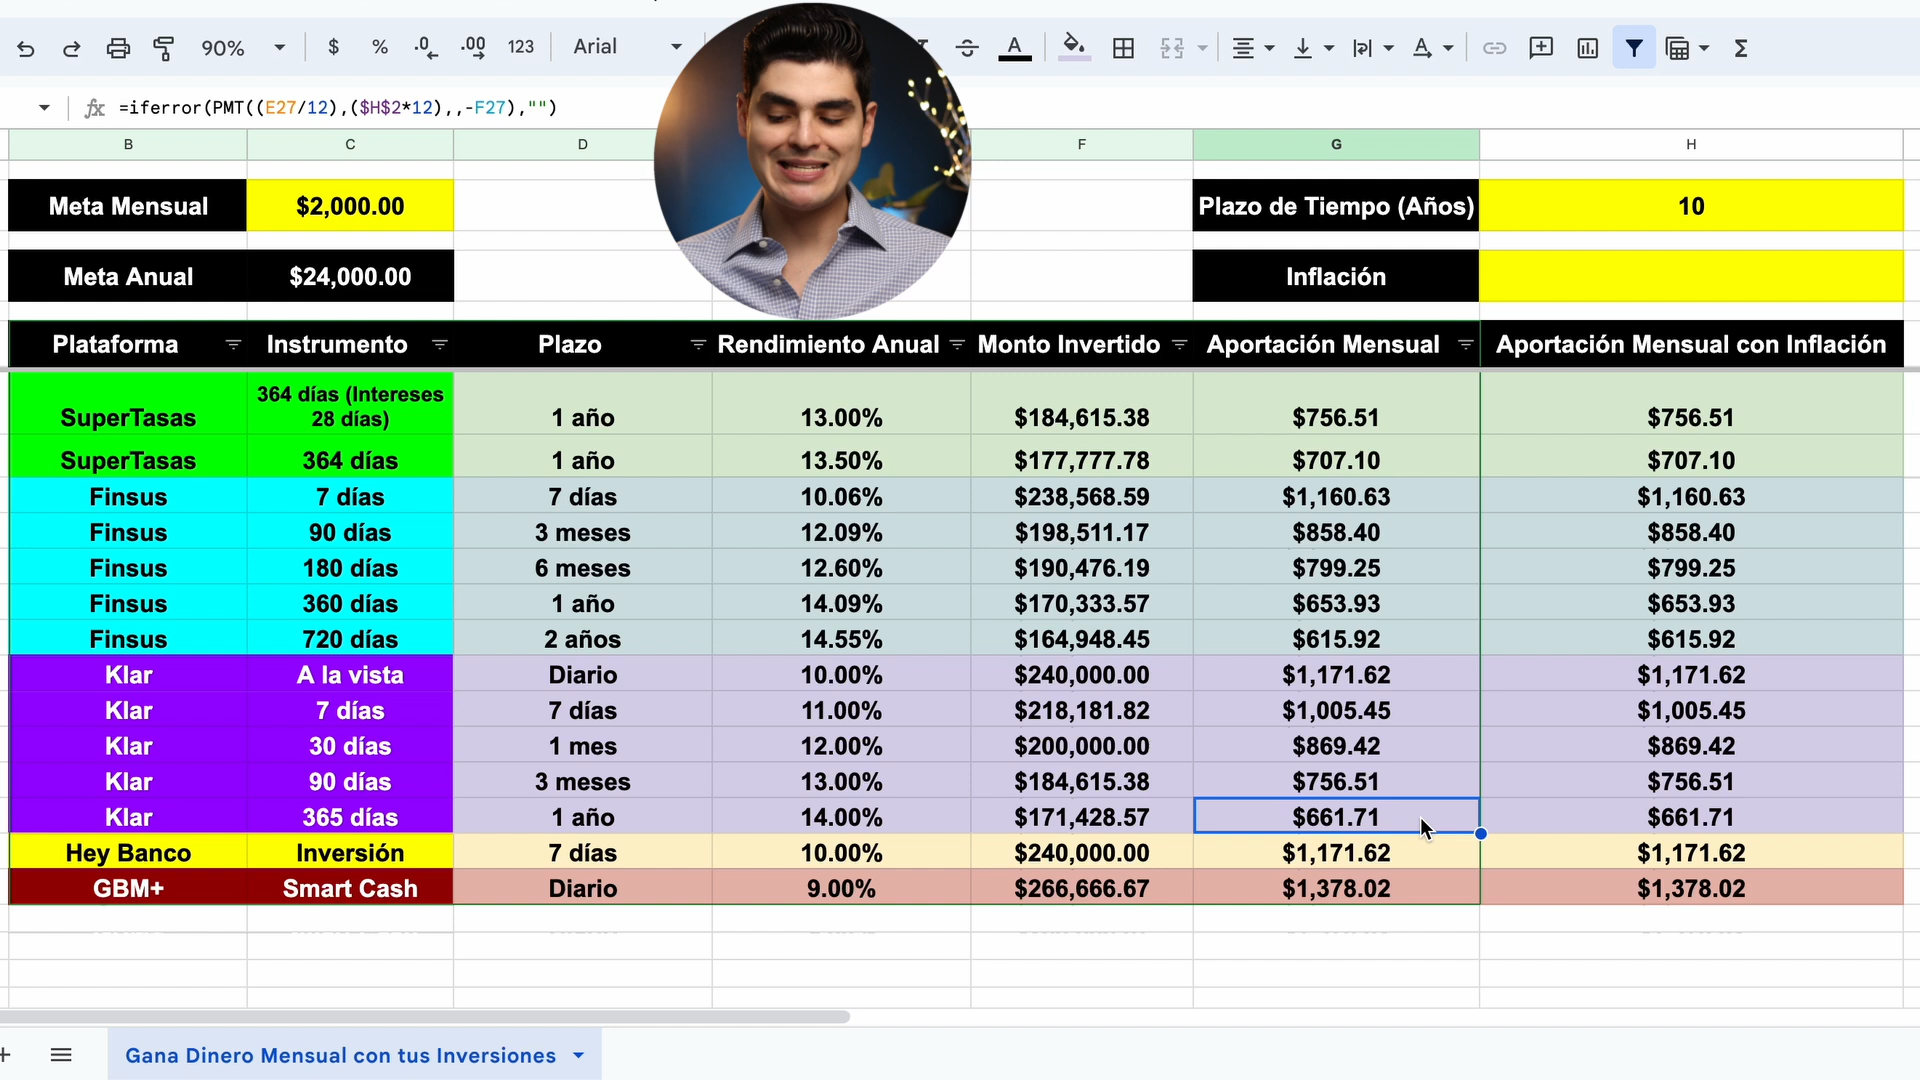 90%
$ % .0 .00 123 Arial
fx =iferror(PMT((E27/12),($H$2*12),,-F27),"")
B C D F G H
Meta Mensual $2,000.00 Plazo de Tiempo (Años) 10
Meta Anual $24,000.00 Inflación
Plataforma Instrumento Plazo Rendimiento Anual Monto Invertido Aportación Mensual Aportación Mensual con Inflación
SuperTasas 364 días (Intereses 28 días) 1 año 13.00% $184,615.38 $756.51 $756.51
SuperTasas 364 días 1 año 13.50% $177,777.78 $707.10 $707.10
Finsus 7 días 7 días 10.06% $238,568.59 $1,160.63 $1,160.63
Finsus 90 días 3 meses 12.09% $198,511.17 $858.40 $858.40
Finsus 180 días 6 meses 12.60% $190,476.19 $799.25 $799.25
Finsus 360 días 1 año 14.09% $170,333.57 $653.93 $653.93
Finsus 720 días 2 años 14.55% $164,948.45 $615.92 $615.92
Klar A la vista Diario 10.00% $240,000.00 $1,171.62 $1,171.62
Klar 7 días 7 días 11.00% $218,181.82 $1,005.45 $1,005.45
Klar 30 días 1 mes 12.00% $200,000.00 $869.42 $869.42
Klar 90 días 3 meses 13.00% $184,615.38 $756.51 $756.51
Klar 365 días 1 año 14.00% $171,428.57 $661.71 $661.71
Hey Banco Inversión 7 días 10.00% $240,000.00 $1,171.62 $1,171.62
GBM+ Smart Cash Diario 9.00% $266,666.67 $1,378.02 $1,378.02
Gana Dinero Mensual con tus Inversiones